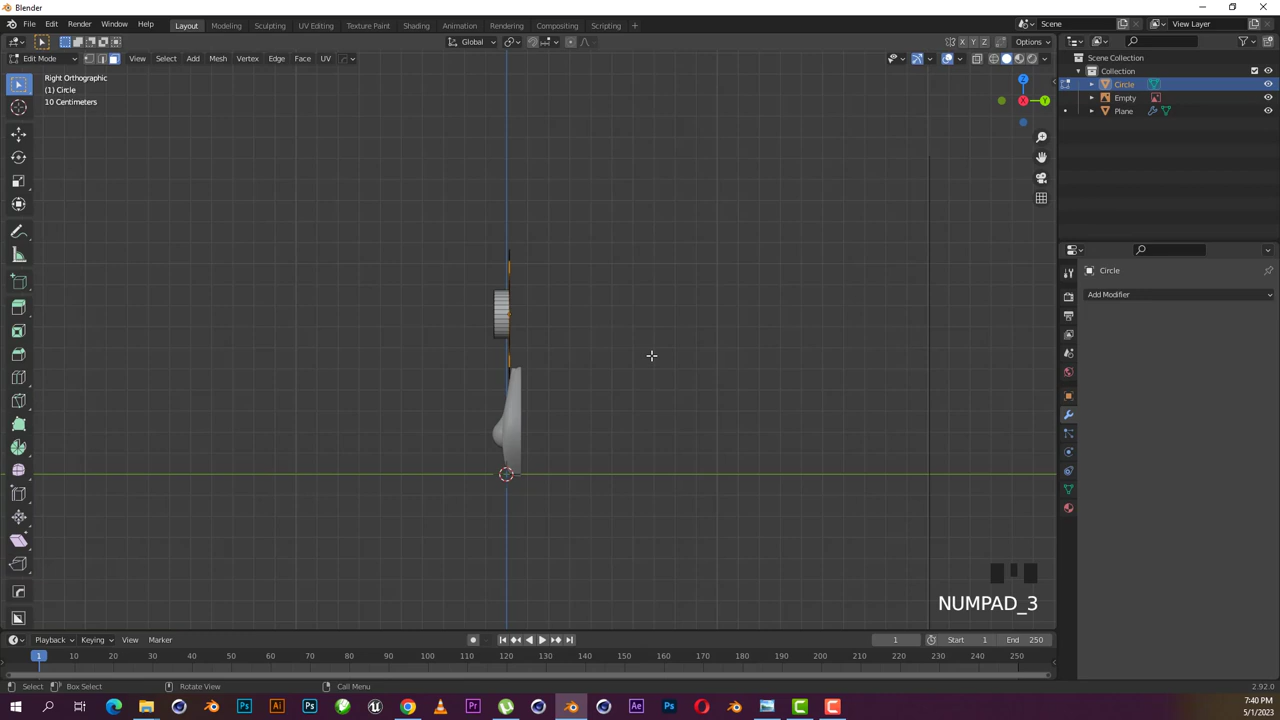 Blender
File Edit Render Window Help Layout Modeling Sculpting UV Editing Texture Paint Shading Animation Rendering Compositing Scripting Scene View Layer
Global Options
Edit Mode View Select Add Mesh Vertex Edge Face UV X Y Z
Right Orthographic
(1) Circle
10 Centimeters
Z
X
Y
Scene Collection
Collection
Circle
Empty
Plane
Circle
Add Modifier
NUMPAD_3
Playback Keying View Marker 1 Start 1 End 250
1 10 20 30 40 50 60 70 80 90 100 110 120 130 140 150 160 170 180 190 200 210 220 230 240 250
Select Box Select Rotate View Call Menu 2.92.0
7:40 PM
5/1/2023